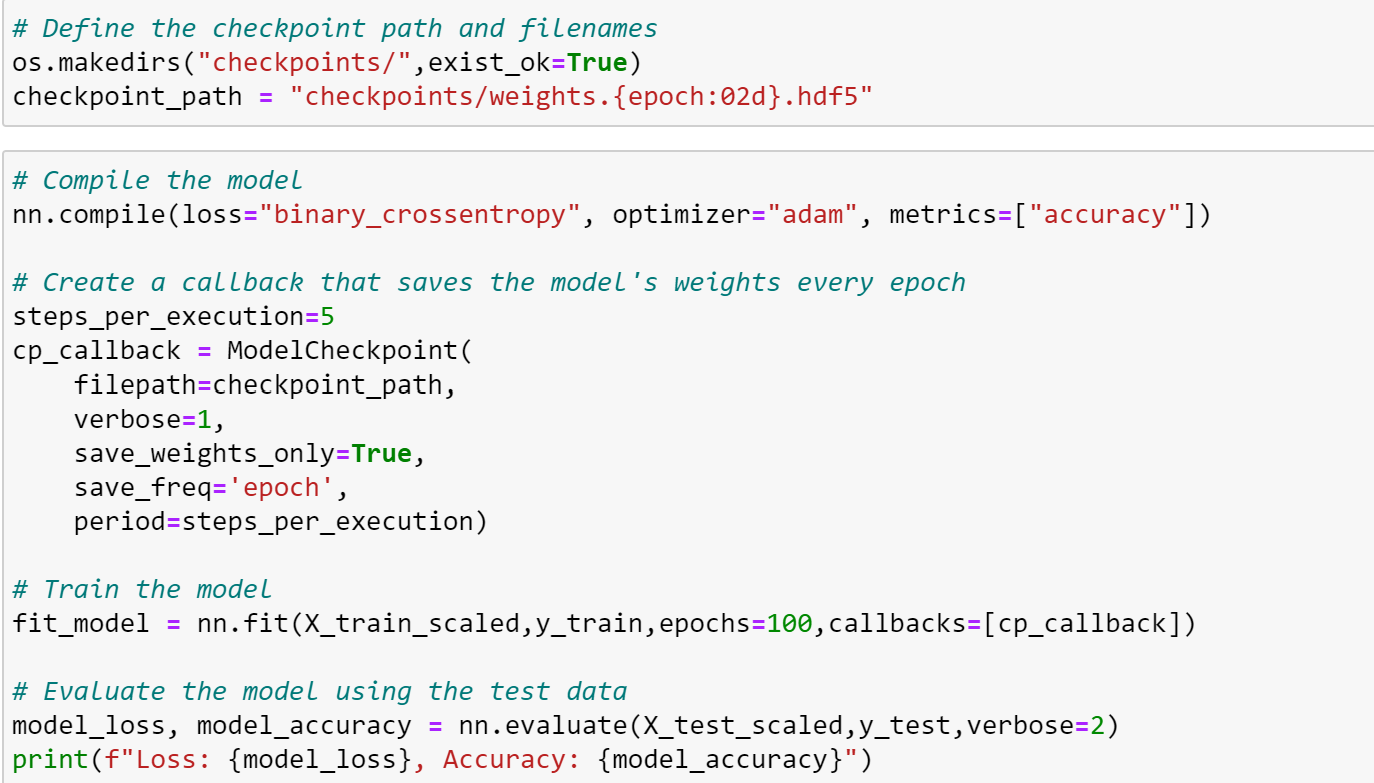 # Define the checkpoint path and filenames
os.makedirs("checkpoints/",exist_ok=True)
checkpoint_path = "checkpoints/weights.{epoch:02d}.hdf5"
# Compile the model
nn.compile(loss="binary_crossentropy", optimizer="adam", metrics=["accuracy"])
# Create a callback that saves the model's weights every epoch
steps_per_execution=5
cp_callback = ModelCheckpoint(
    filepath=checkpoint_path,
    verbose=1,
    save_weights_only=True,
    save_freq='epoch',
    period=steps_per_execution)
# Train the model
fit_model = nn.fit(X_train_scaled,y_train,epochs=100,callbacks=[cp_callback])
# Evaluate the model using the test data
model_loss, model_accuracy = nn.evaluate(X_test_scaled,y_test,verbose=2)
print(f"Loss: {model_loss}, Accuracy: {model_accuracy}")